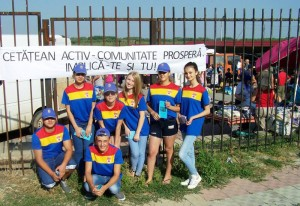 CETĂȚEAN ACTIV - COMUNITATE PROSPERĂ-
IMPLICĂ - TE ȘI TU!